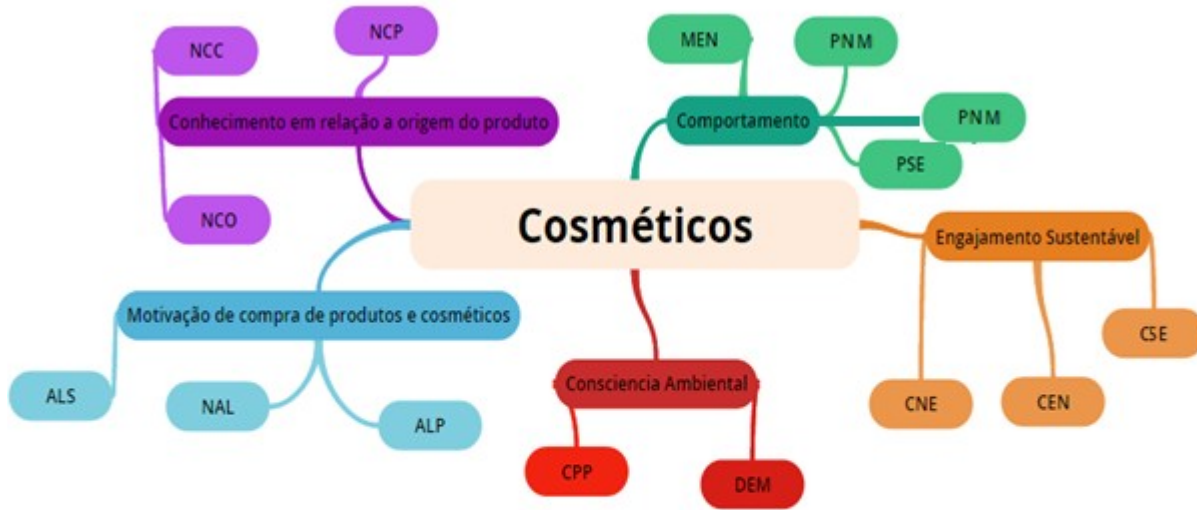 NCC
NCP
Conhecimento em relação a origem do produto
NCO
MEN
PNM
Comportamento
PNM
PSE
Cosméticos
Engajamento Sustentável
CSE
CNE
CEN
Motivação de compra de produtos e cosméticos
ALS
NAL
ALP
Consciencia Ambiental
CPP
DEM